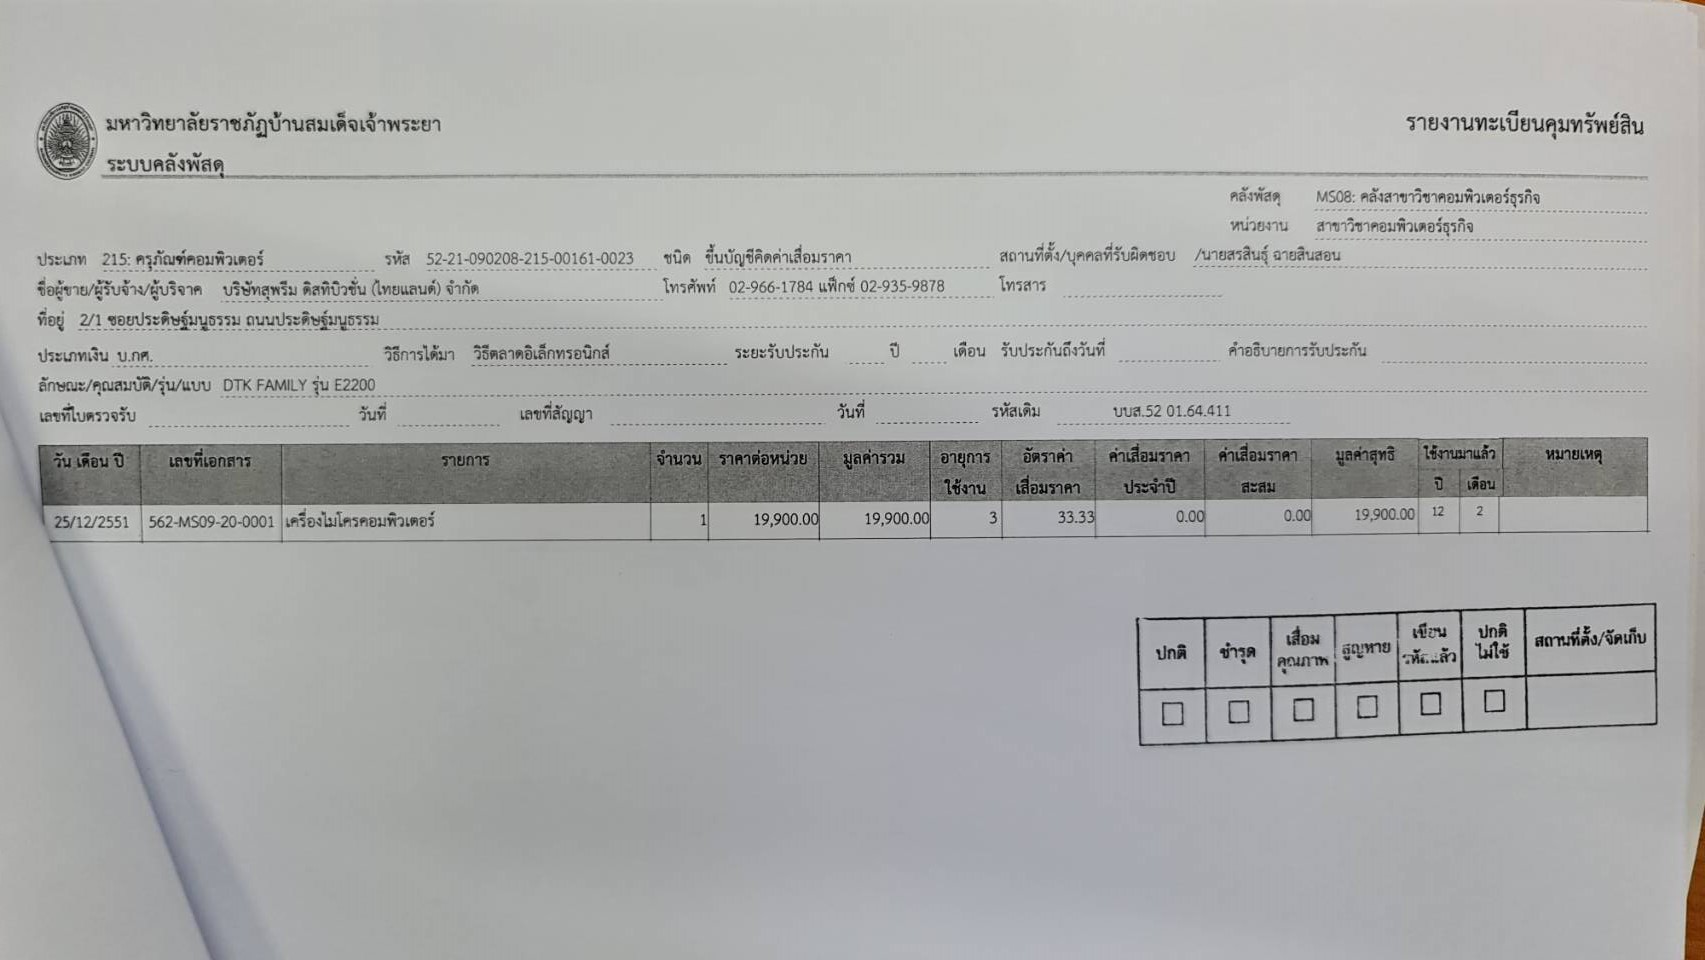 มหาวิทยาลัยราชภัฏบ้านสมเด็จเจ้าพระยา
รายงานทะเบียนคุมทรัพย์สิน
ระบบคลังพัสดุ
คลังพัสดุ MS08: คลังสาขาวิชาคอมพิวเตอร์ธุรกิจ
หน่วยงาน สาขาวิชาคอมพิวเตอร์ธุรกิจ
ประเภท 215: ครุภัณฑ์คอมพิวเตอร์ รหัส 52-21-090208-215-00161-0023 ชนิด ขึ้นบัญชีคิดค่าเสื่อมราคา สถานที่ตั้ง/บุคคลที่รับผิดชอบ /นายสรสินธุ์ ฉายสินสอน
ชื่อผู้ขาย/ผู้รับจ้าง/ผู้บริจาค บริษัทสุพรีม ดิสทิบิวชั่น (ไทยแลนด์) จำกัด โทรศัพท์ 02-966-1784 แฟ็กซ์ 02-935-9878 โทรสาร
ที่อยู่ 2/1 ซอยประดิษฐ์มนูธรรม ถนนประดิษฐ์มนูธรรม
ประเภทเงิน บ.กศ. วิธีการได้มา วิธีตลาดอิเล็กทรอนิกส์ ระยะรับประกัน ปี เดือน รับประกันถึงวันที่ คำอธิบายการรับประกัน
ลักษณะ/คุณสมบัติ/รุ่น/แบบ DTK FAMILY รุ่น E2200
เลขที่ใบตรวจรับ วันที่ เลขที่สัญญา วันที่ รหัสเดิม บบส.52 01.64.411
วัน เดือน ปี เลขที่เอกสาร รายการ จำนวน ราคาต่อหน่วย มูลค่ารวม อายุการ อัตราค่า ค่าเสื่อมราคา ค่าเสื่อมราคา มูลค่าสุทธิ ใช้งานมาแล้ว หมายเหตุ
ใช้งาน เสื่อมราคา ประจำปี สะสม ปี เดือน
25/12/2551 562-MS09-20-0001 เครื่องไมโครคอมพิวเตอร์ 1 19,900.00 19,900.00 3 33.33 0.00 0.00 19,900.00 12 2
ปกติ ชำรุด เสื่อม สูญหาย เขียน ปกติ สถานที่ตั้ง/จัดเก็บ
คุณภาพ รหัสแล้ว ไม่ใช้